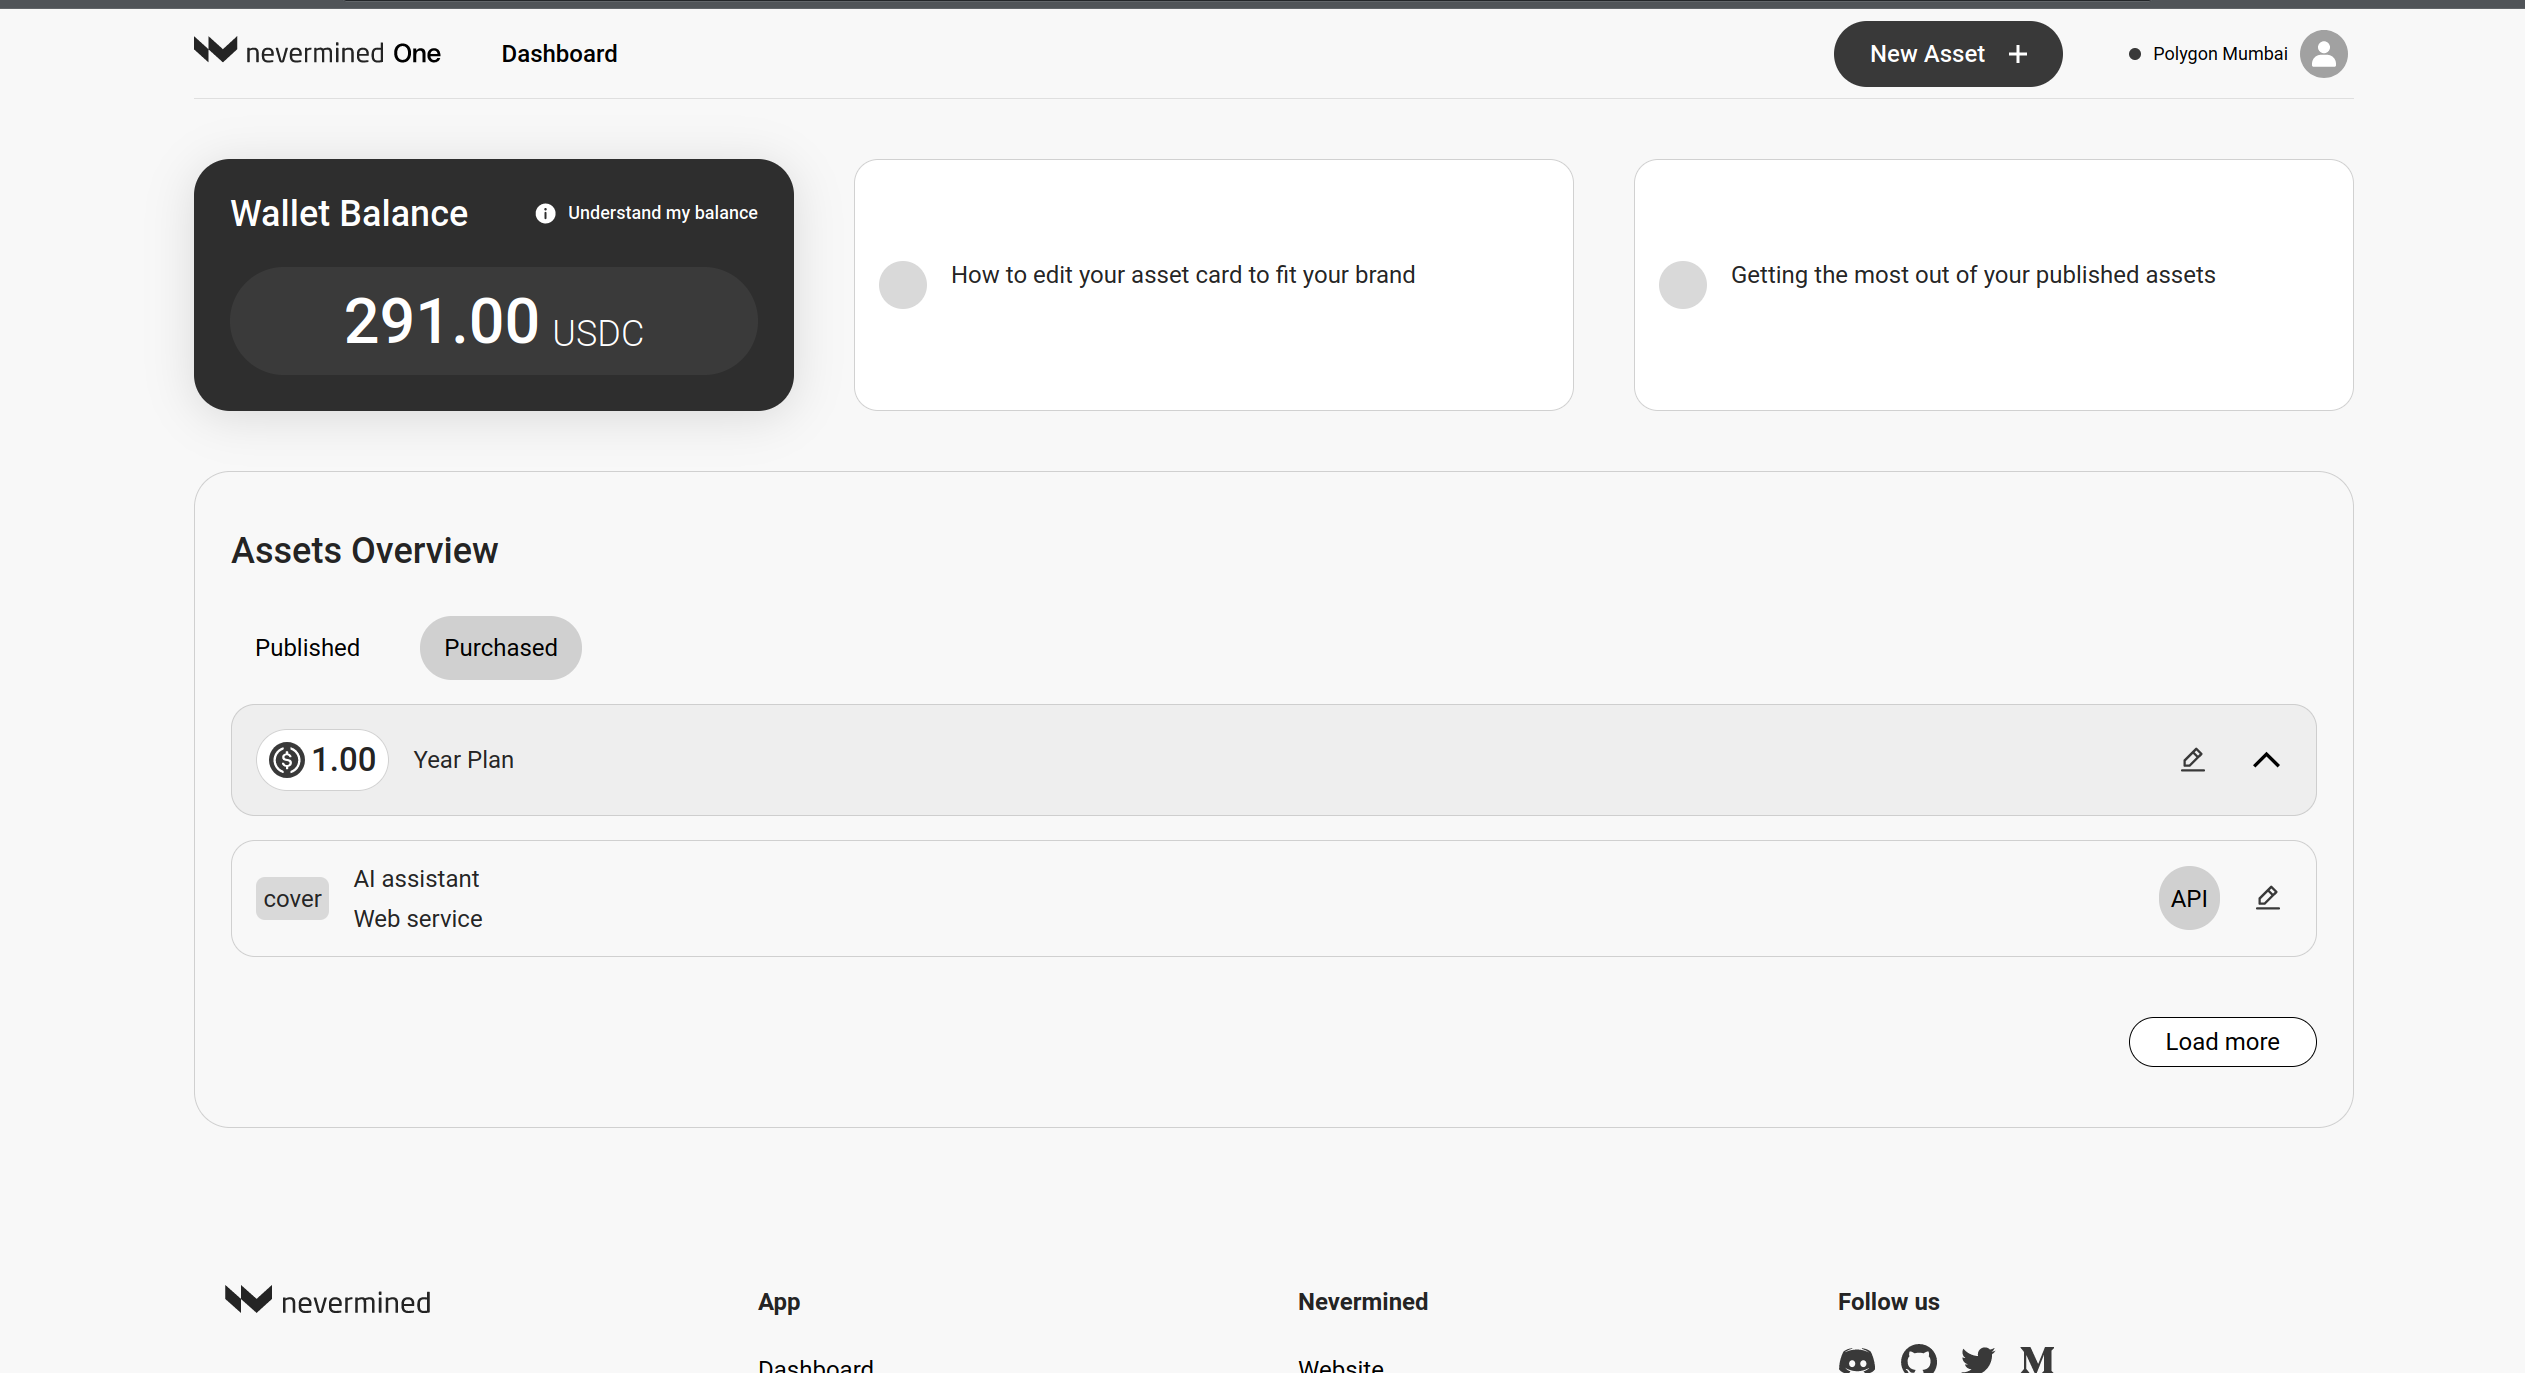 nevermined One
Dashboard
New Asset
Polygon Mumbai
Wallet Balance
Understand my balance
291.00 USDC
How to edit your asset card to fit your brand
Getting the most out of your published assets
Assets Overview
Published
Purchased
1.00
Year Plan
cover
AI assistant
Web service
API
Load more
nevermined
App
Nevermined
Follow us
Dashboard
Website